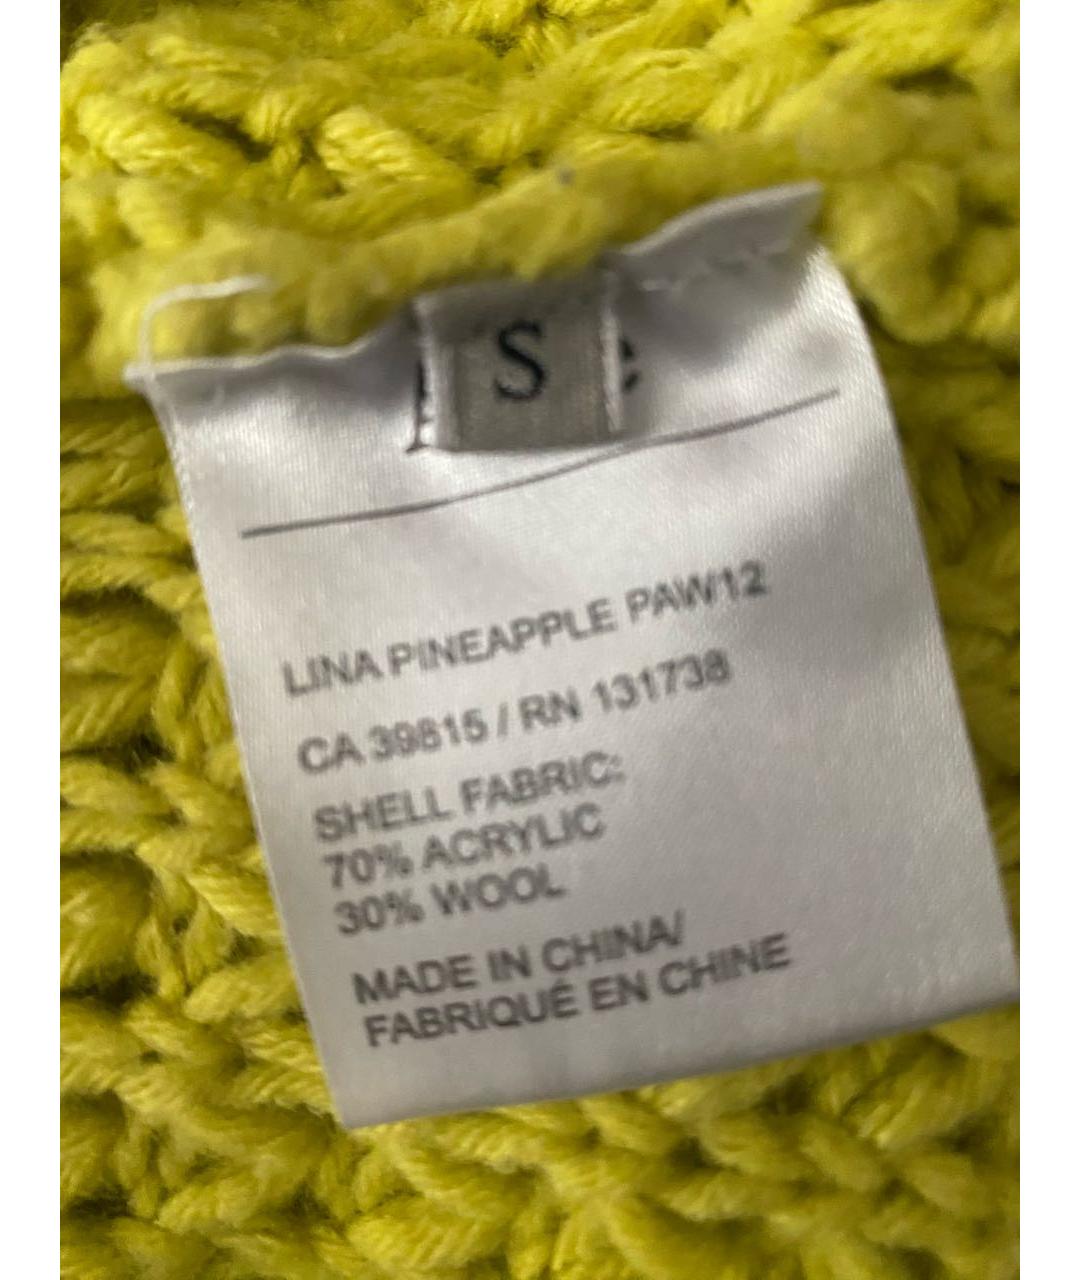 S
LINA PINEAPPLE PAW12
CA 39815 / RN 131738
SHELL FABRIC:
70% ACRYLIC
30% WOOL
MADE IN CHINA/
FABRIQUÉ EN CHINE